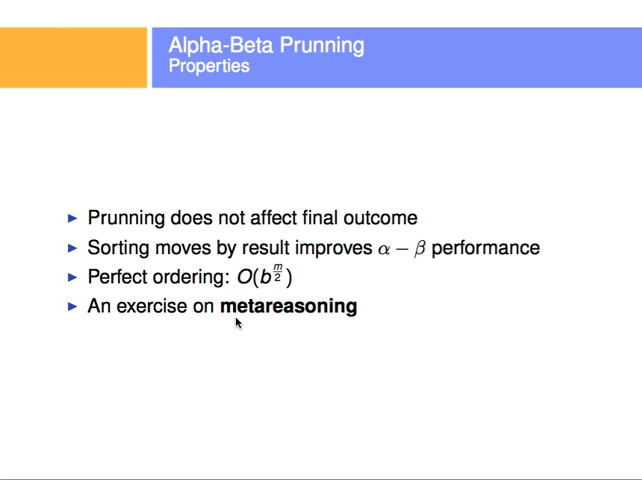 Alpha-Beta Prunning
Properties
Prunning does not affect final outcome
Sorting moves by result improves α − β performance
Perfect ordering: O(b^{m/2})
An exercise on metareasoning